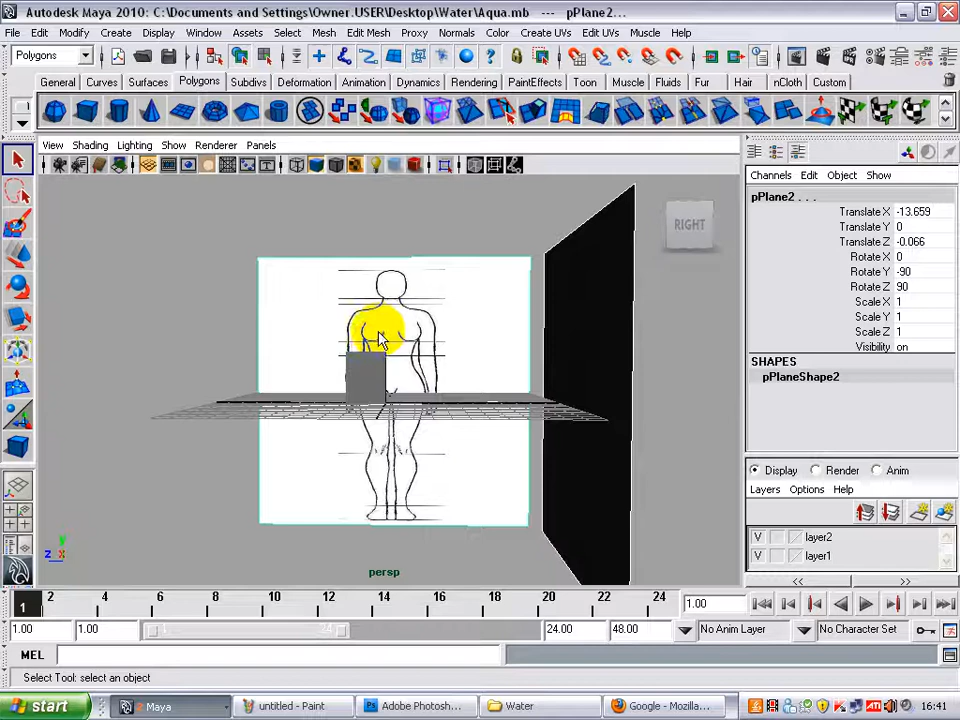 Autodesk Maya 2010: C:\Documents and Settings\Owner.USER\Desktop\Water\Aqua.mb --- pPlane2...
File Edit Modify Create Display Window Assets Select Mesh Edit Mesh Proxy Normals Color Create UVs Edit UVs Muscle Help
Polygons
General Curves Surfaces Polygons Subdivs Deformation Animation Dynamics Rendering PaintEffects Toon Muscle Fluids Fur Hair nCloth Custom
View Shading Lighting Show Renderer Panels
RIGHT
persp
y
z x
Channels Edit Object Show
pPlane2 . . .
Translate X -13.659
Translate Y 0
Translate Z -0.066
Rotate X 0
Rotate Y -90
Rotate Z 90
Scale X 1
Scale Y 1
Scale Z 1
Visibility on
SHAPES
pPlaneShape2
Display Render Anim
Layers Options Help
V layer2
V layer1
<< >>
1 2 4 6 8 10 12 14 16 18 20 22 24 1.00
1.00 1.00 24 24.00 48.00 No Anim Layer No Character Set
MEL
Select Tool: select an object
start Maya untitled - Paint Adobe Photosh... Water Google - Mozilla... 16:41